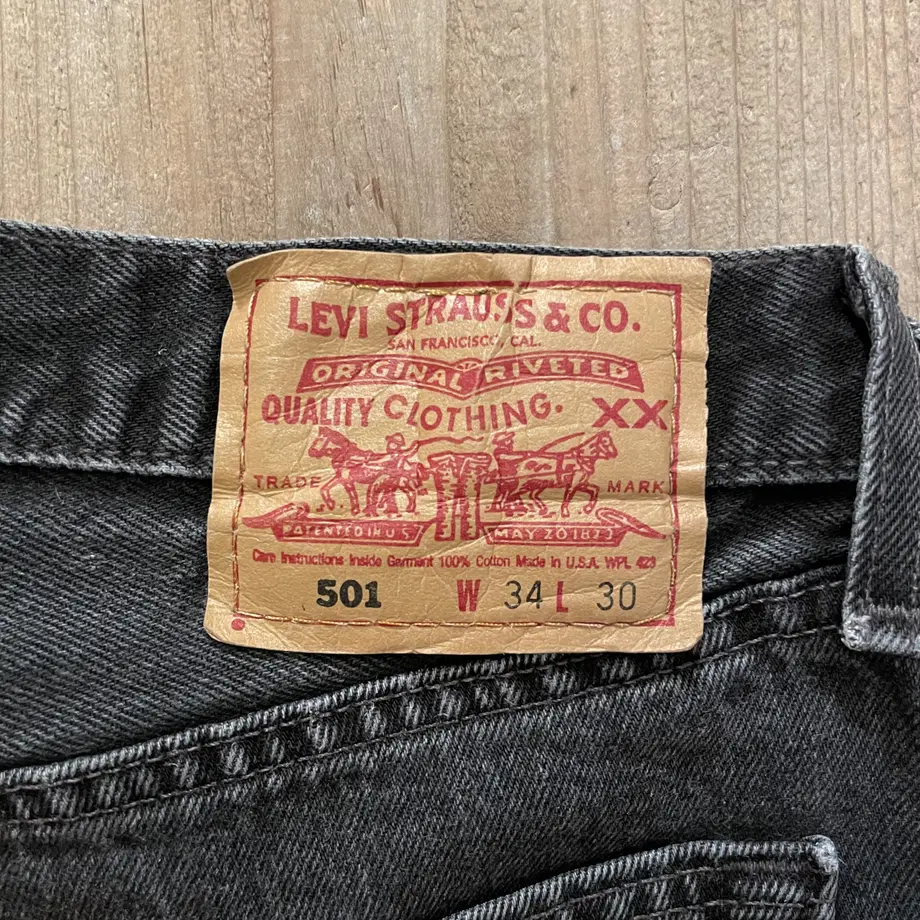 LEVI STRAUSS & CO.
SAN FRANCISCO, CAL.
ORIGINAL RIVETED
QUALITY CLOTHING. XX
TRADE MARK
PATENTED IN U.S. MAY 20 1873
Care Instructions Inside Garment 100% Cotton Made in U.S.A. WPL 423
501 W 34 L 30